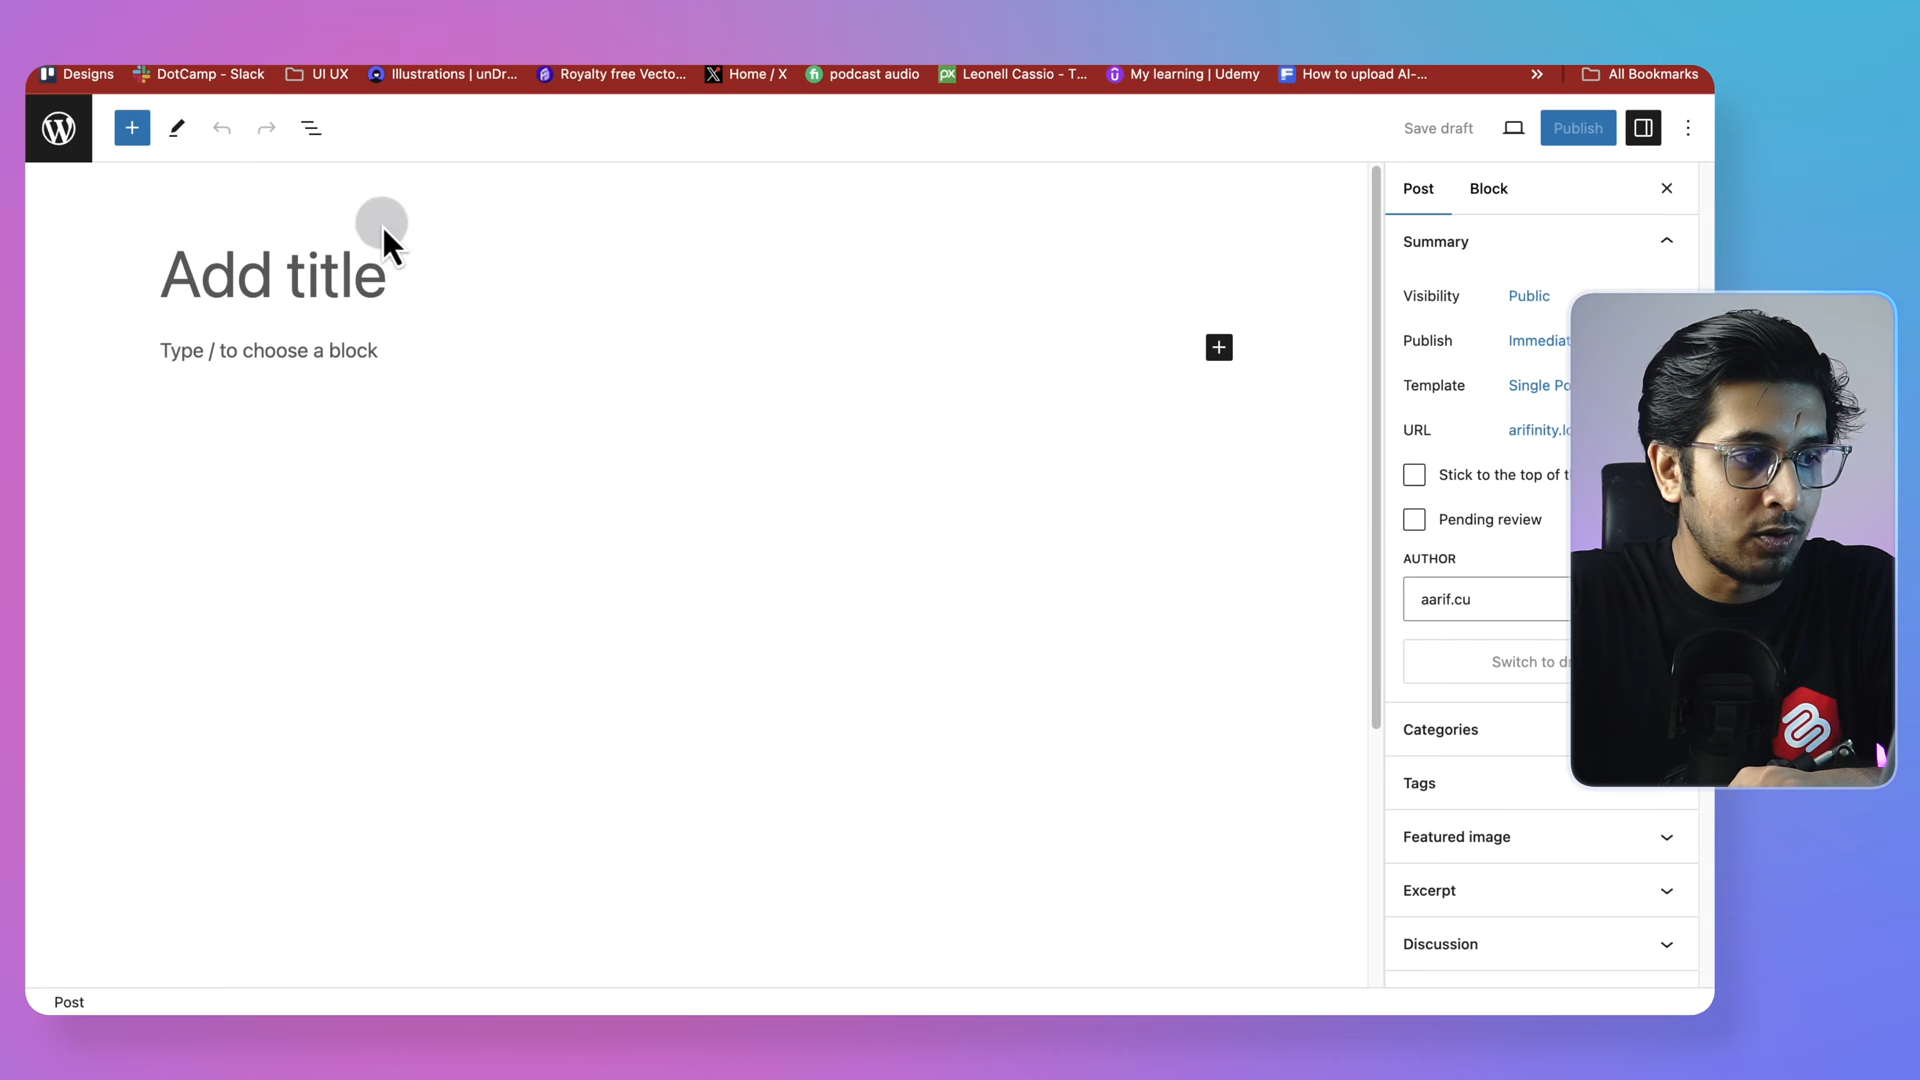 Designs
DotCamp - Slack
UI UX
Illustrations | unDr...
Royalty free Vecto...
Home / X
podcast audio
Leonell Cassio - T...
My learning | Udemy
How to upload AI-...
All Bookmarks
Save draft
Publish
Add title
Type / to choose a block
Post
Block
Summary
Visibility
Public
Publish
Immediat
Template
Single Po
URL
arifinity.lo
Stick to the top of t
Pending review
AUTHOR
aarif.cu
Switch to dr
Categories
Tags
Featured image
Excerpt
Discussion
Post